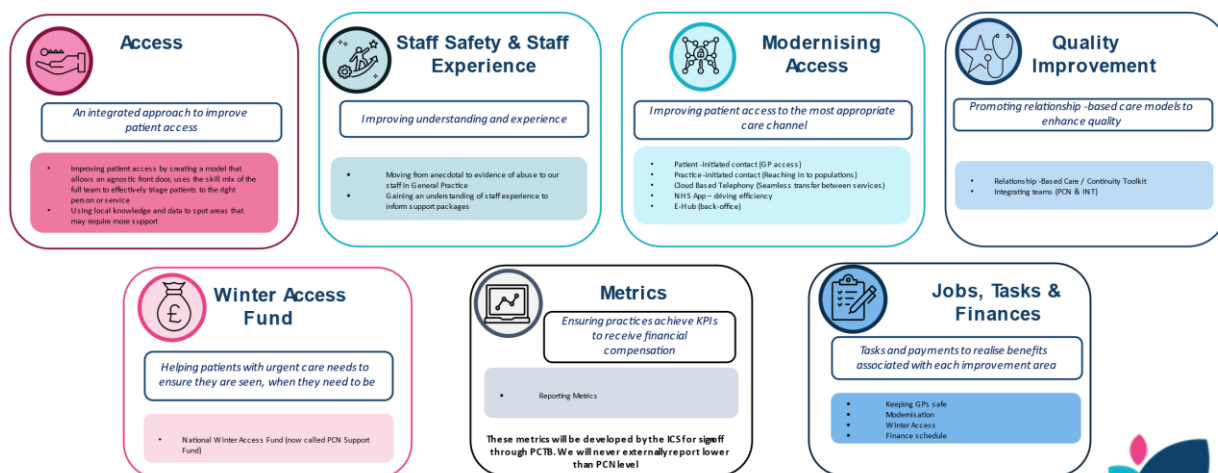 Access
An integrated approach to improve
patient access
• Improving patient access by creating a model that
allows an agnostic front door, uses the skill mix of the
full team to effectively triage patients to the right
person or service
• Using local knowledge and data to spot areas that
may require more support
Staff Safety & Staff
Experience
Improving understanding and experience
• Moving from anecdotal to evidence of abuse to our
staff in General Practice
• Gaining an understanding of staff experience to
inform support packages
Modernising
Access
Improving patient access to the most appropriate
care channel
• Patient -initiated contact (GP access)
• Practice-initiated contact (Reaching in to populations)
• Cloud Based Telephony (Seamless transfer between services)
• NHS App – driving efficiency
• E-Hub (back-office)
Quality
Improvement
Promoting relationship -based care models to
enhance quality
• Relationship -Based Care / Continuity Toolkit
• Integrating teams (PCN & INT)
Winter Access
Fund
£
Helping patients with urgent care needs to
ensure they are seen, when they need to be
• National Winter Access Fund (now called PCN Support
Fund)
Metrics
Ensuring practices achieve KPIs
to receive financial
compensation
• Reporting Metrics
These metrics will be developed by the ICS for signoff
through PCTB. We will never externally report lower
than PCN level
Jobs, Tasks &
Finances
Tasks and payments to realise benefits
associated with each improvement area
• Keeping GPs safe
• Modernisation
• Winter Access
• Finance schedule